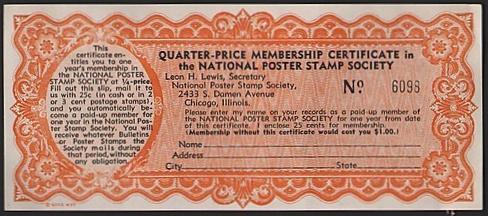 This
certificate en-
titles you to one
year's membership in
the NATIONAL POSTER
STAMP SOCIETY at ¼-price.
Fill out this slip, mail it to
us with 25c (in cash or in 2
or 3 cent postage stamps),
and you automatically be-
come a paid-up member for
one year in the National Pos-
ter Stamp Society. You will
receive whatever Bulletins
or Poster Stamps the
Society mails during
that period, without
any obligation.
QUARTER-PRICE MEMBERSHIP CERTIFICATE in
the NATIONAL POSTER STAMP SOCIETY
Leon H. Lewis, Secretary
National Poster Stamp Society,
2433 S. Damen Avenue
Chicago, Illinois.
No 6098
Please enter my name on your records as a paid-up member of
the NATIONAL POSTER STAMP SOCIETY for one year from date
of this certificate. I enclose 25 cents for membership.
(Membership without this certificate would cost you $1.00.)
Name
Address
City State